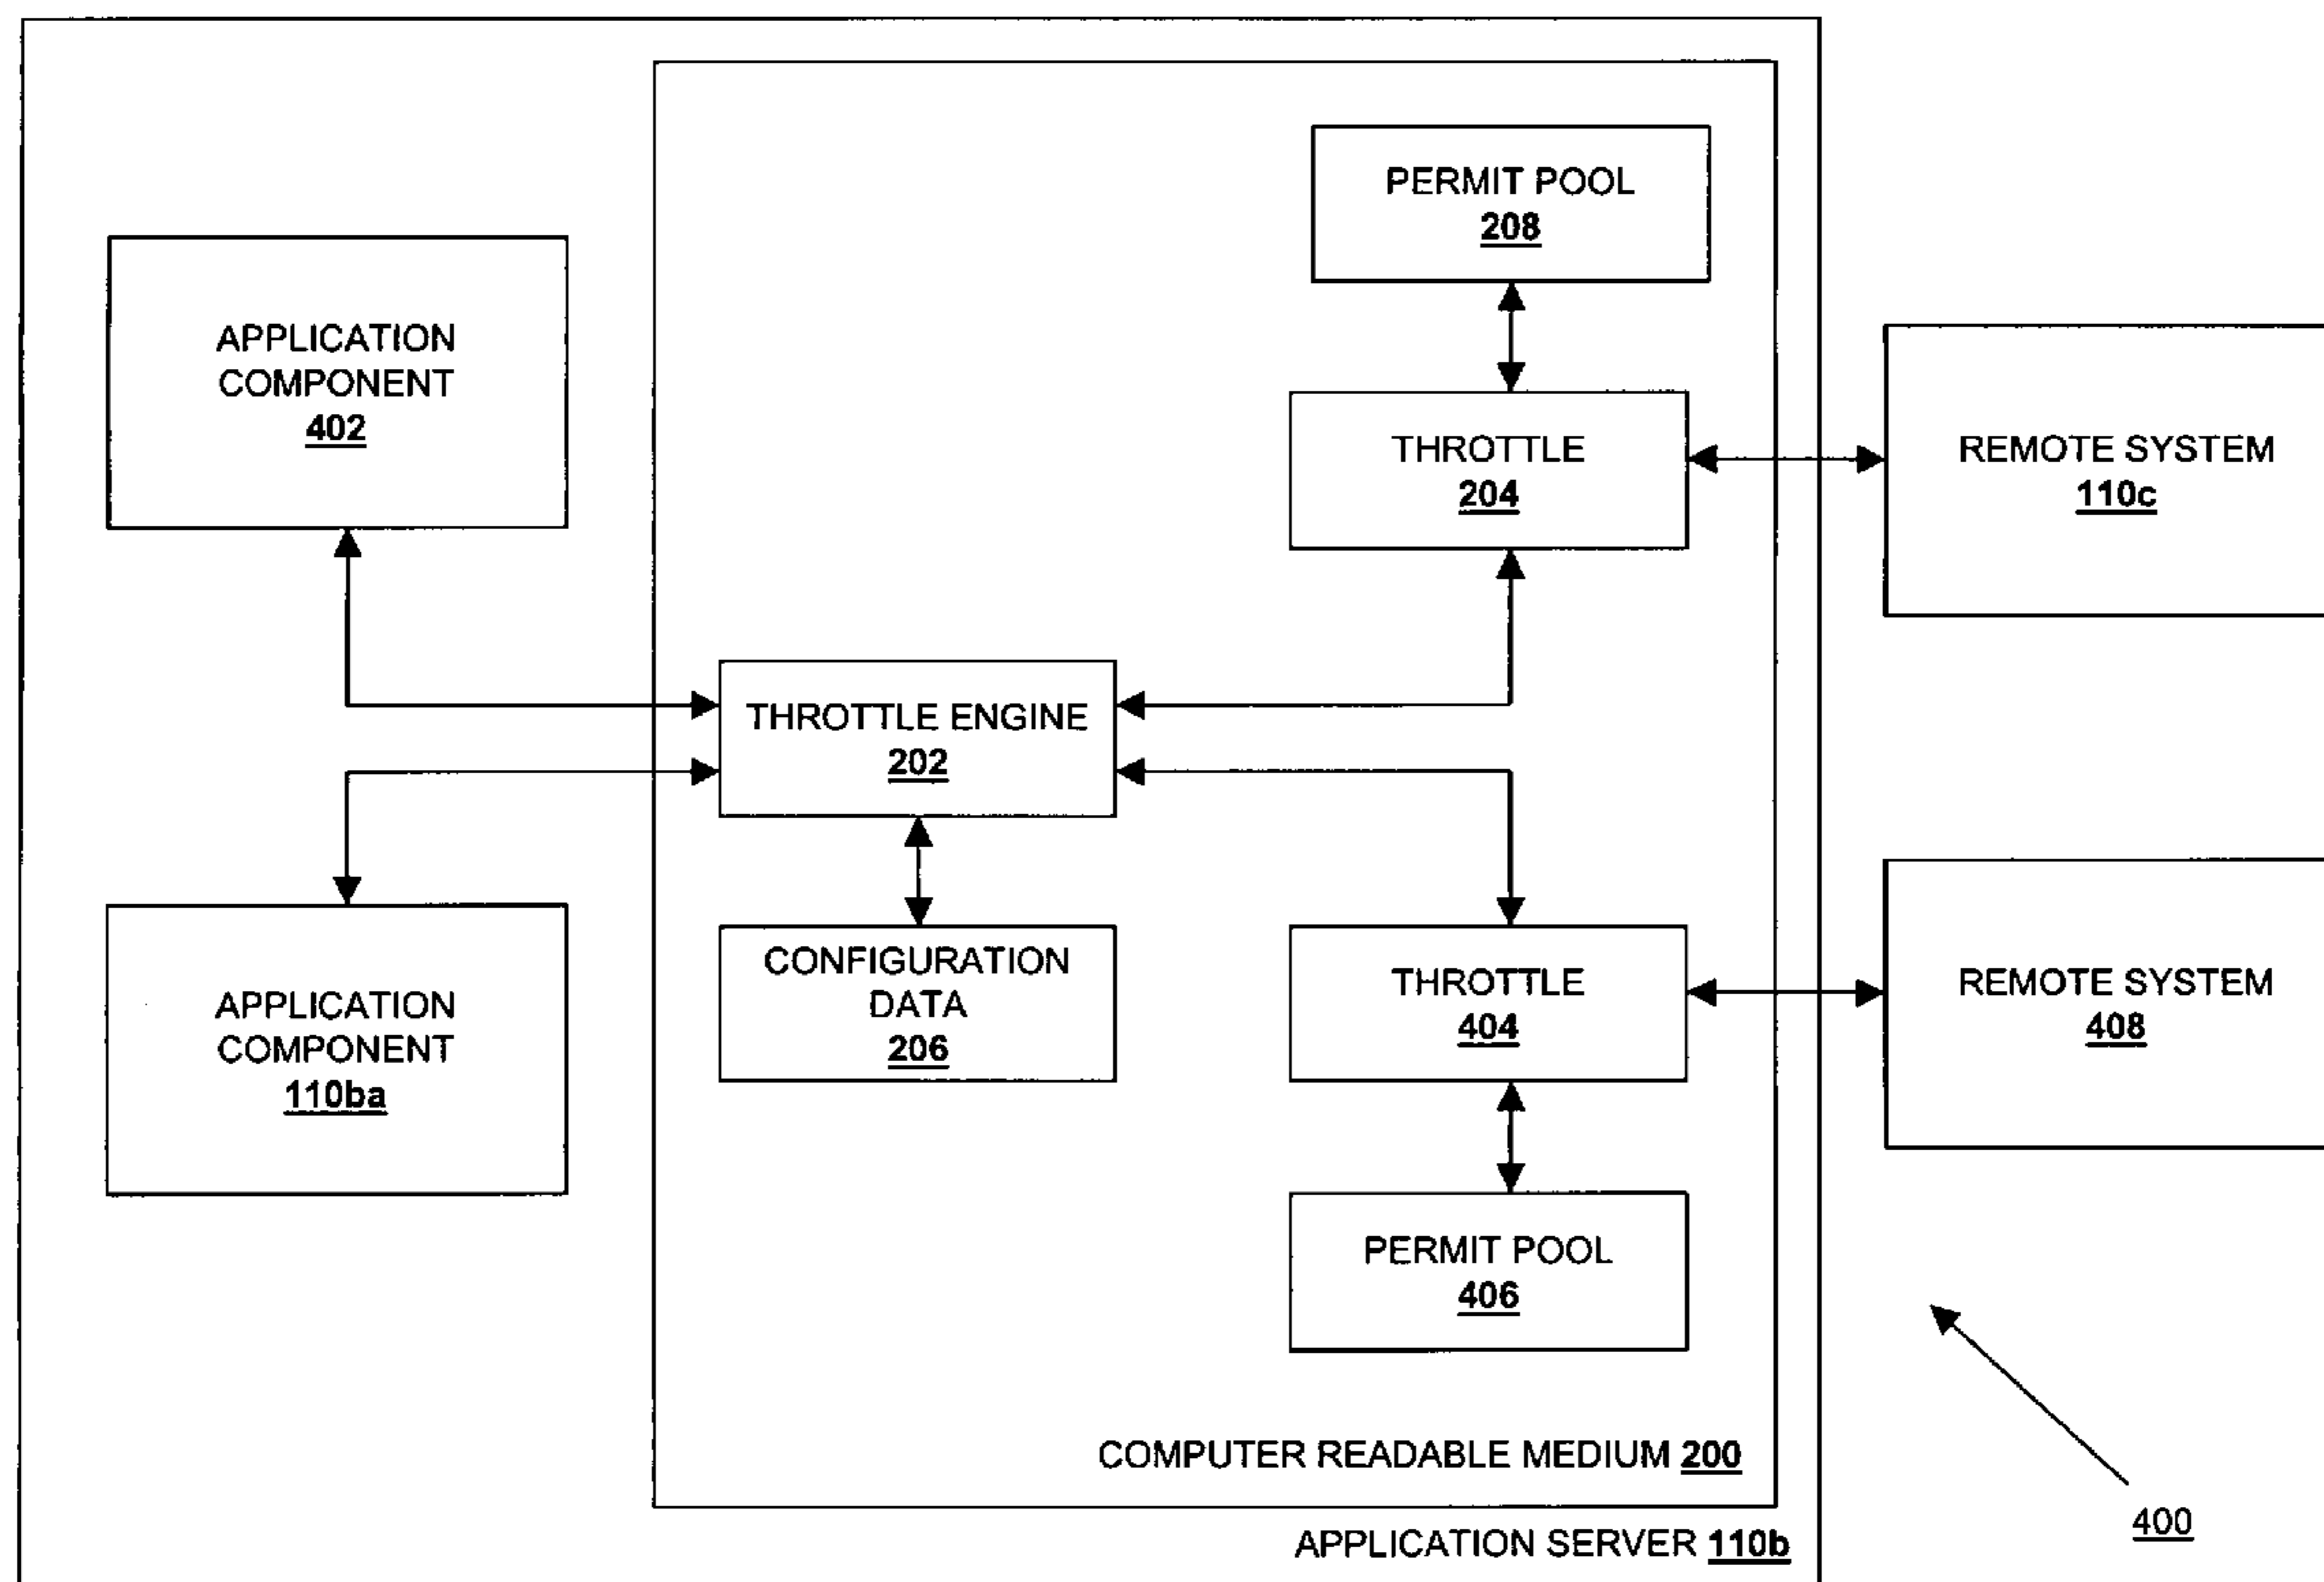 PERMIT POOL
208
APPLICATION
COMPONENT
402
THROTTLE
204
REMOTE SYSTEM
110c
THROTTLE ENGINE
202
APPLICATION
COMPONENT
110ba
CONFIGURATION
DATA
206
THROTTLE
404
REMOTE SYSTEM
408
PERMIT POOL
406
COMPUTER READABLE MEDIUM 200
APPLICATION SERVER 110b
400